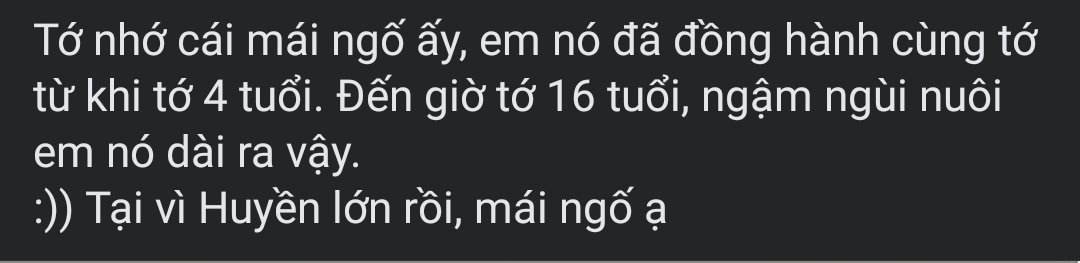 Tớ nhớ cái mái ngố ấy, em nó đã đồng hành cùng tớ
từ khi tớ 4 tuổi. Đến giờ tớ 16 tuổi, ngậm ngùi nuôi
em nó dài ra vậy.
:)) Tại vì Huyền lớn rồi, mái ngố ạ